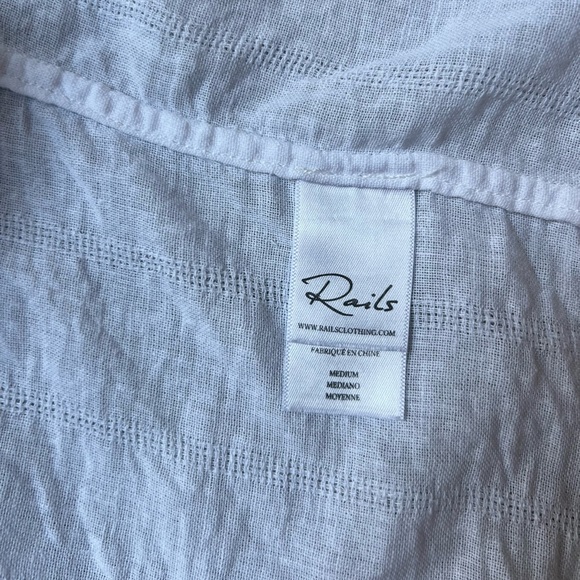 Rails
WWW.RAILSCLOTHING.COM
FABRIQUÉ EN CHINE
MEDIUM
MEDIANO
MOYENNE